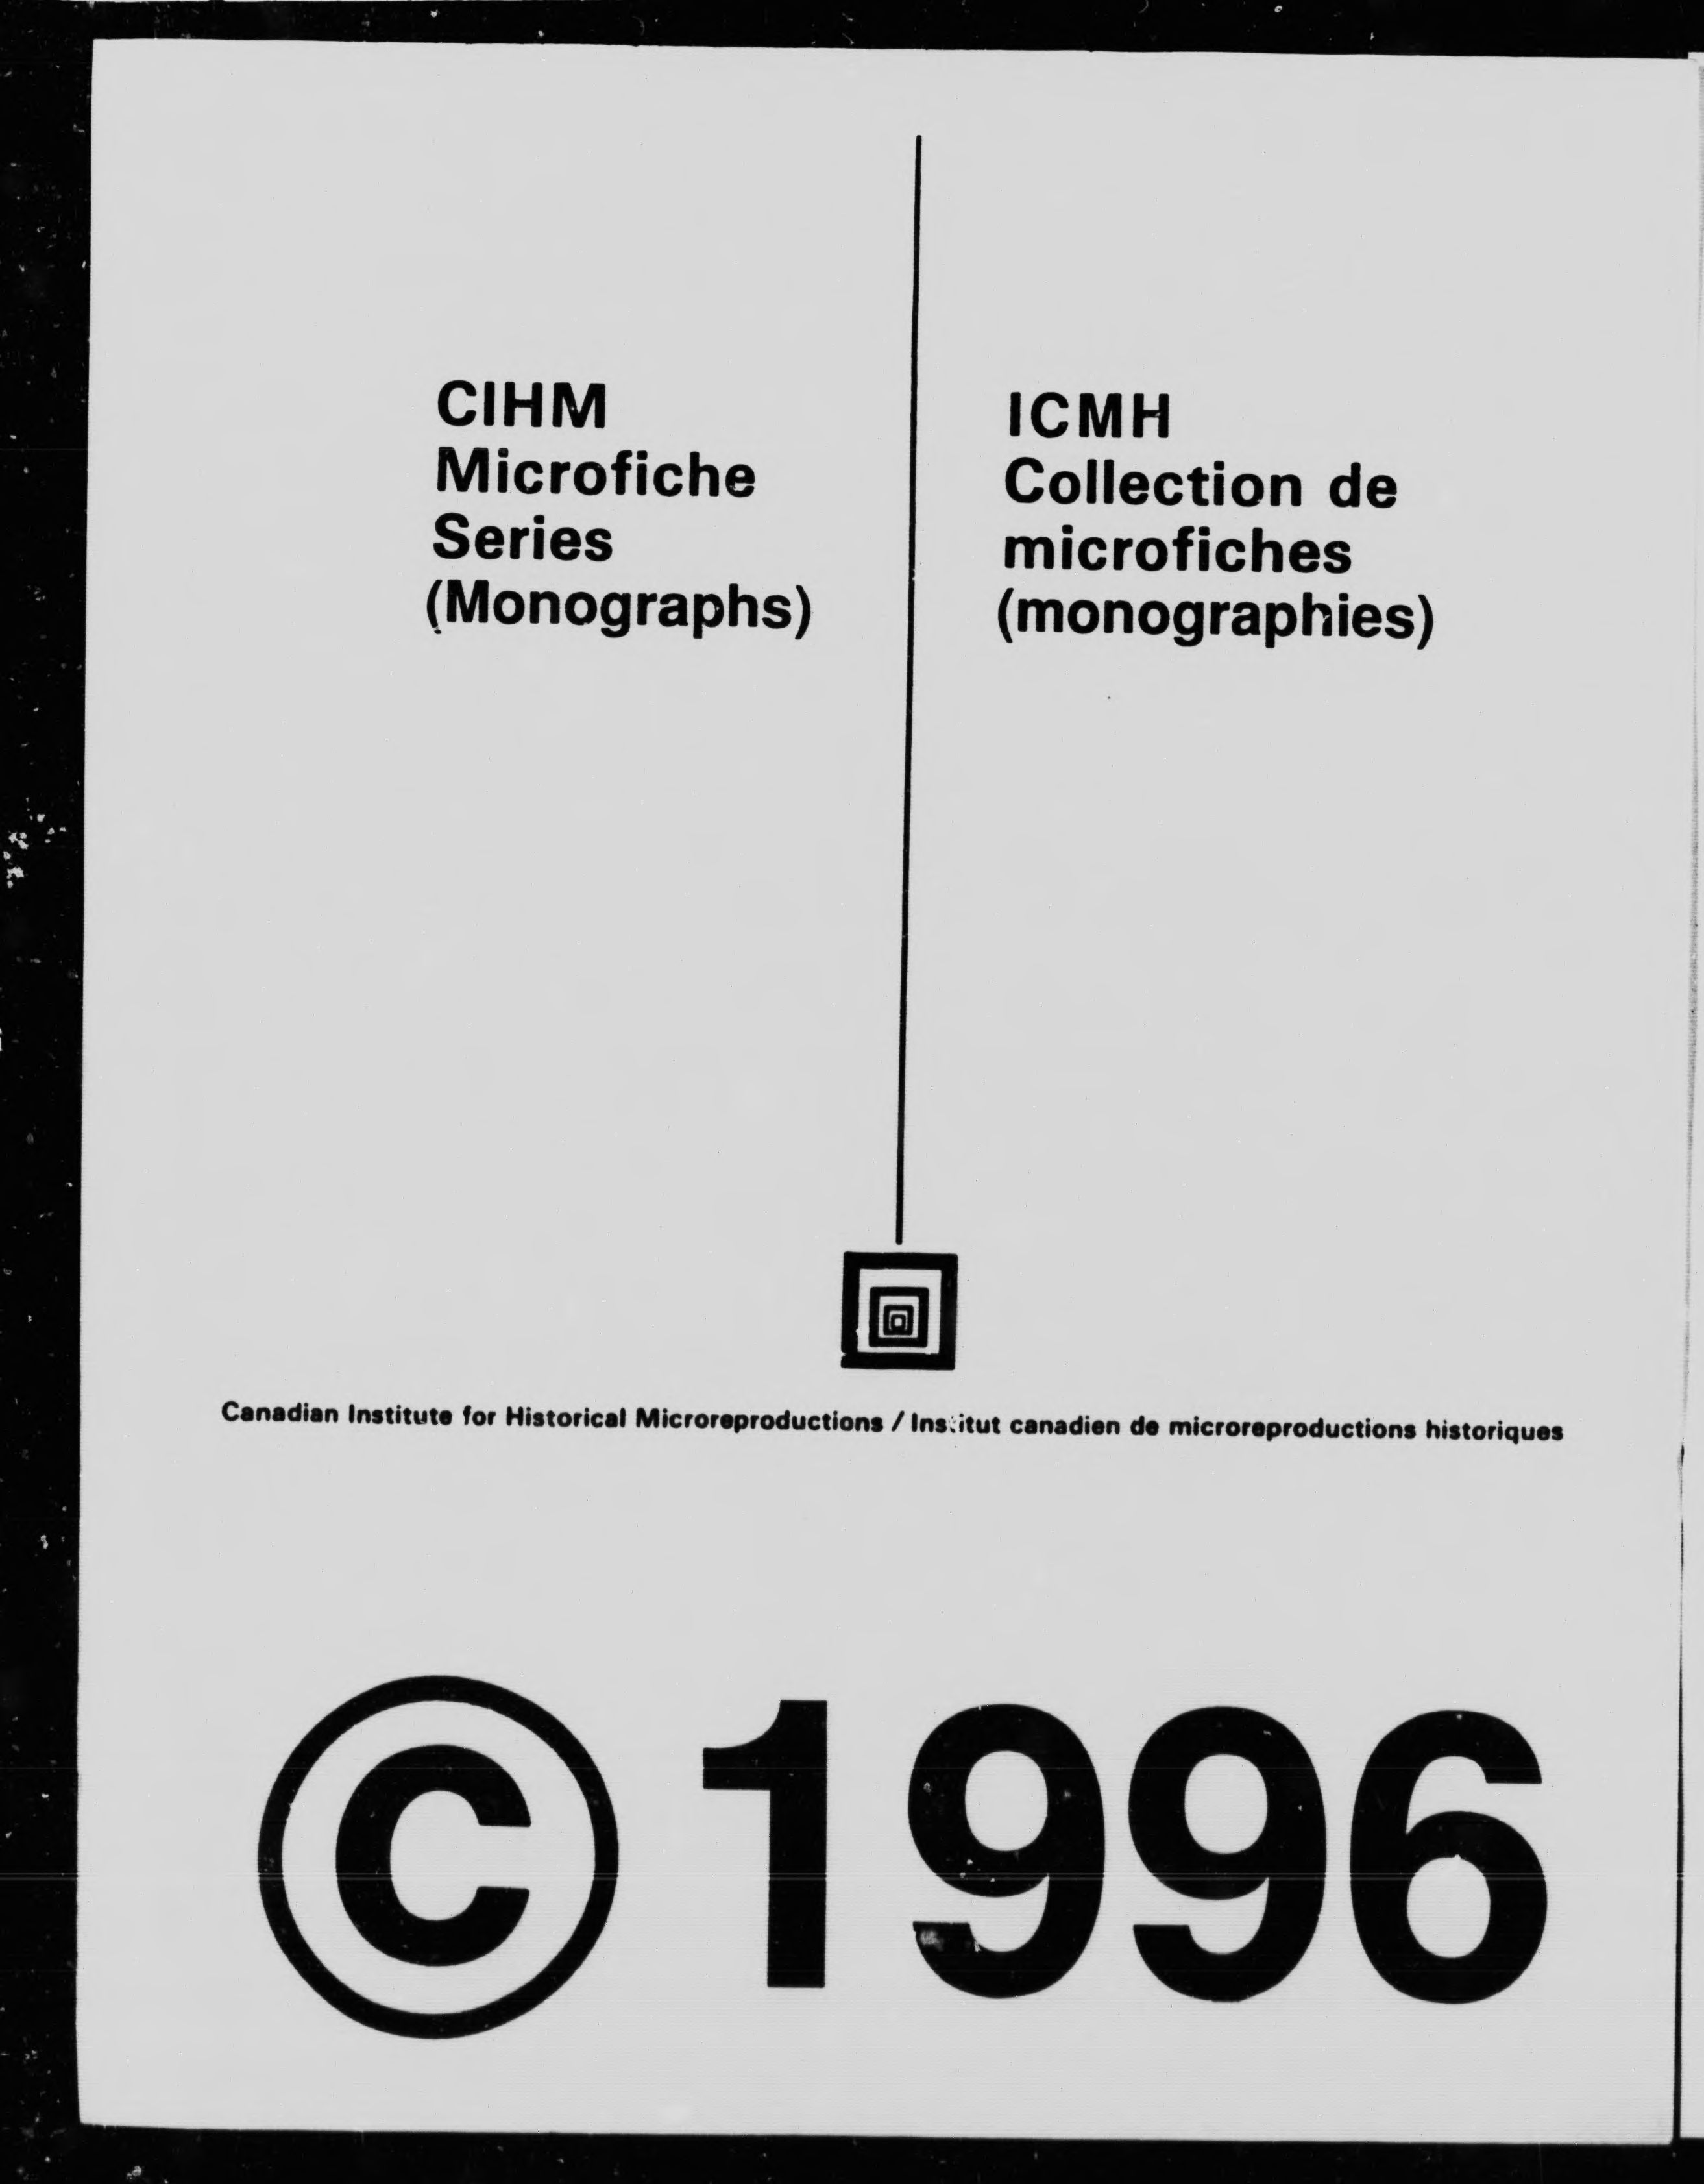 CIHM
Microfiche
Series
(Monographs)
ICMH
Collection de
microfiches
(monographies)
Canadian Institute for Historical Microreproductions / Institut canadien de microreproductions historiques
© 1996